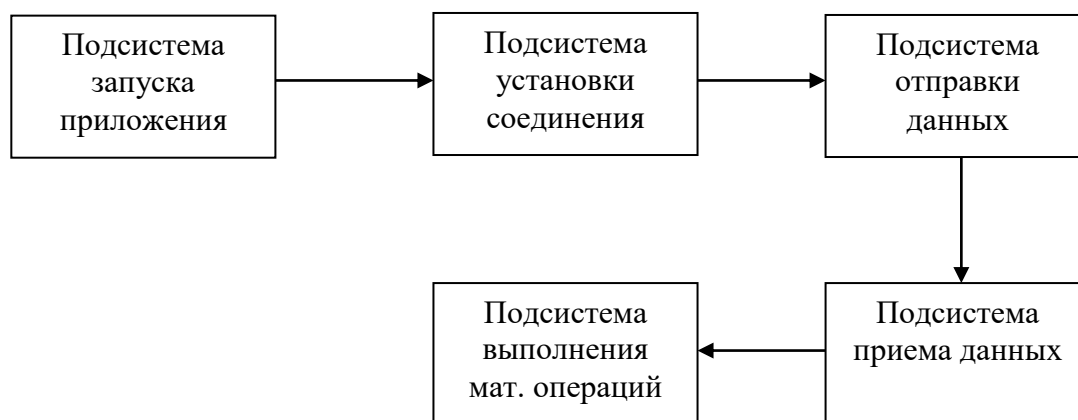 Подсистема
запуска
приложения
Подсистема
установки
соединения
Подсистема
отправки
данных
Подсистема
выполнения
мат. операций
Подсистема
приема данных